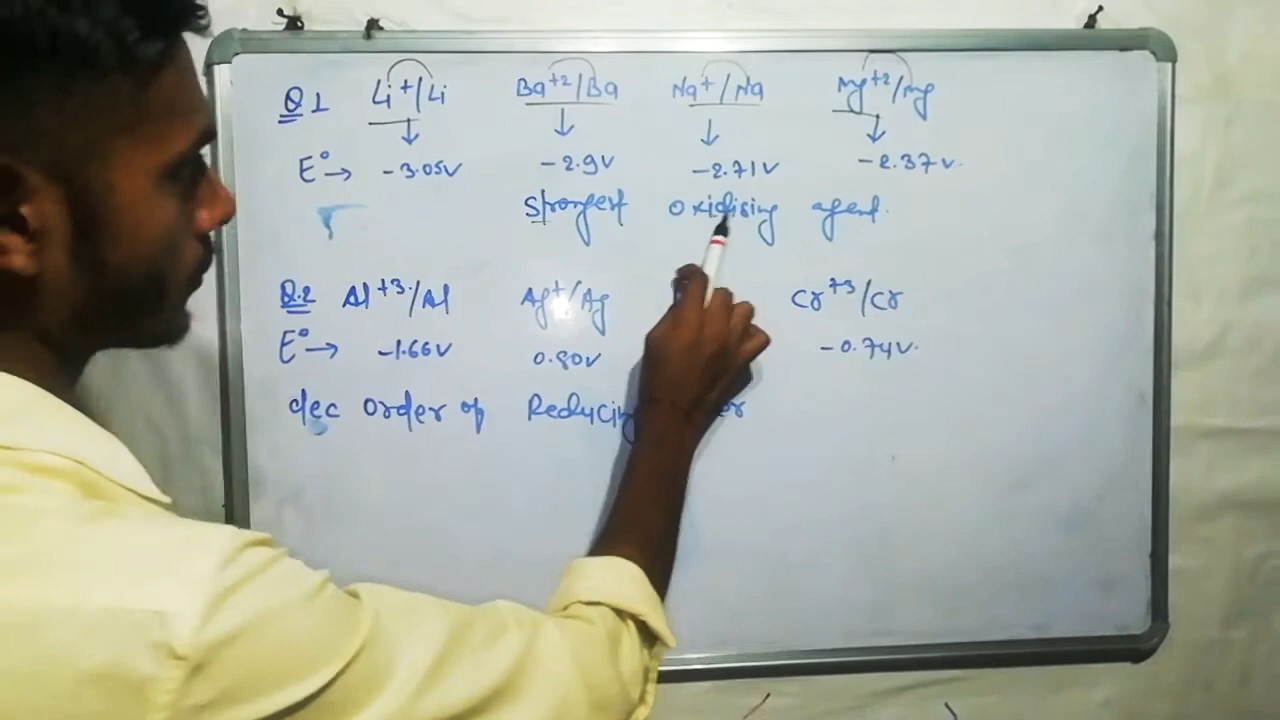 Q 1 Li+/Li Ba+2/Ba Na+/Na Mg+2/Mg
E° → -3.05V -2.9V -2.71V -2.37V.
Strongest Oxidising agent.
Q.2 Al+3/Al Ag+/Ag Cr+3/Cr
E° → -1.66V 0.80V -0.74V.
dec Order of Reducing